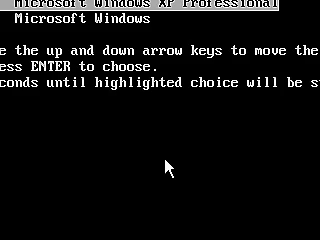 Microsoft Windows XP Professional
Microsoft Windows
e the up and down arrow keys to move the
ess ENTER to choose.
conds until highlighted choice will be s